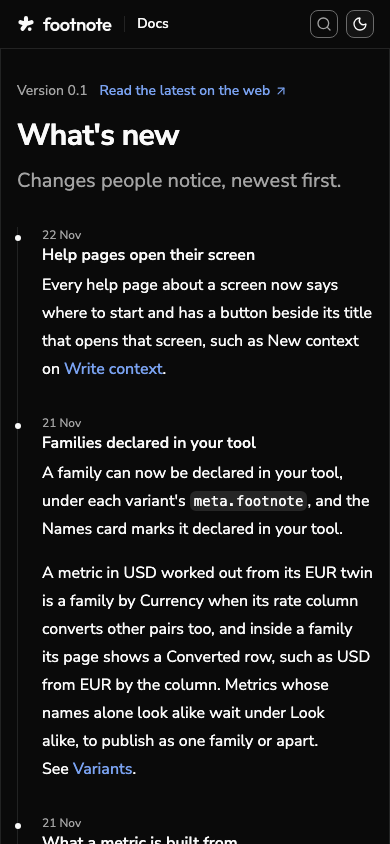 footnote
Docs
Version 0.1 Read the latest on the web ↗
What's new
Changes people notice, newest first.
22 Nov
Help pages open their screen
Every help page about a screen now says
where to start and has a button beside its title
that opens that screen, such as New context
on Write context.
21 Nov
Families declared in your tool
A family can now be declared in your tool,
under each variant's meta.footnote, and the
Names card marks it declared in your tool.
A metric in USD worked out from its EUR twin
is a family by Currency when its rate column
converts other pairs too, and inside a family
its page shows a Converted row, such as USD
from EUR by the column. Metrics whose
names alone look alike wait under Look
alike, to publish as one family or apart.
See Variants.
21 Nov
What a metric is built from